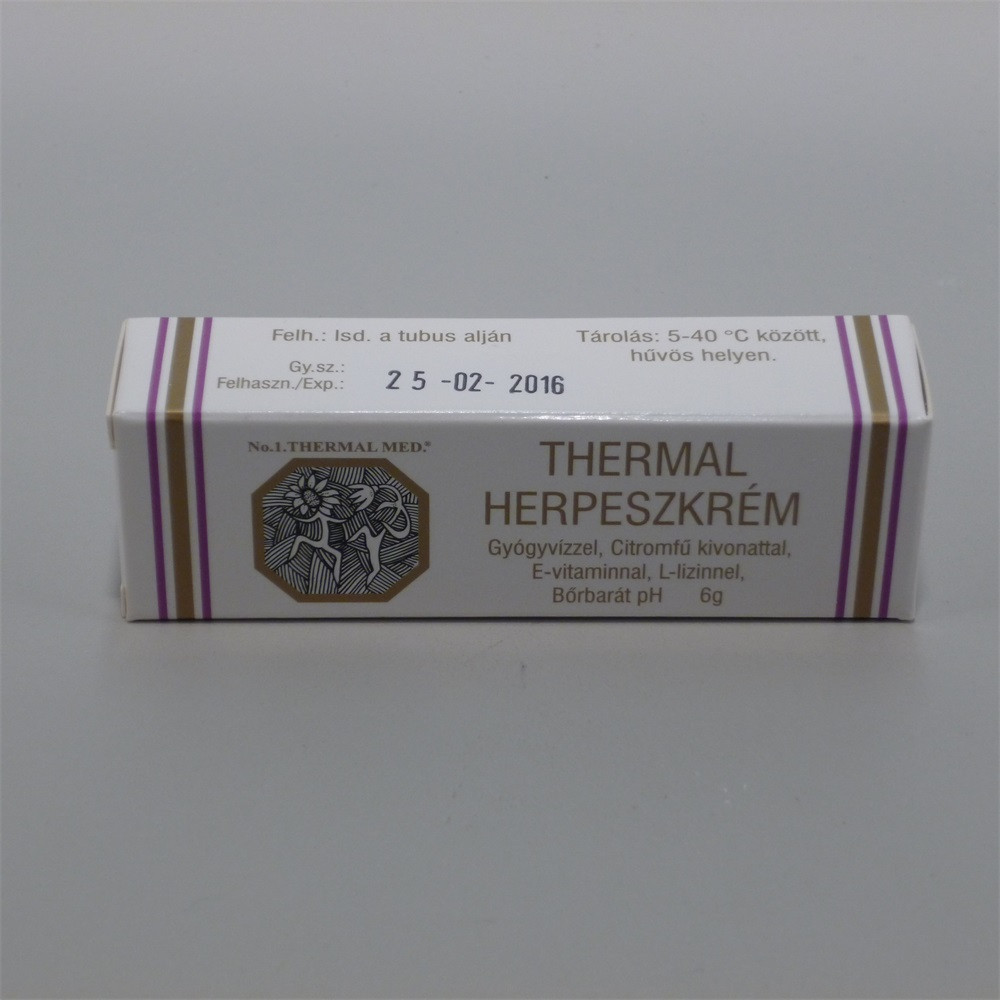 Felh.: lsd. a tubus alján
Tárolás: 5-40 °C között,
hűvös helyen.
Gy.sz.:
Felhaszn./Exp.: 25-02-2016
No.1.THERMAL MED.®
THERMAL
HERPESZKRÉM
Gyógyvízzel, Citromfű kivonattal,
E-vitaminnal, L-lizinnel,
Bőrbarát pH 6g